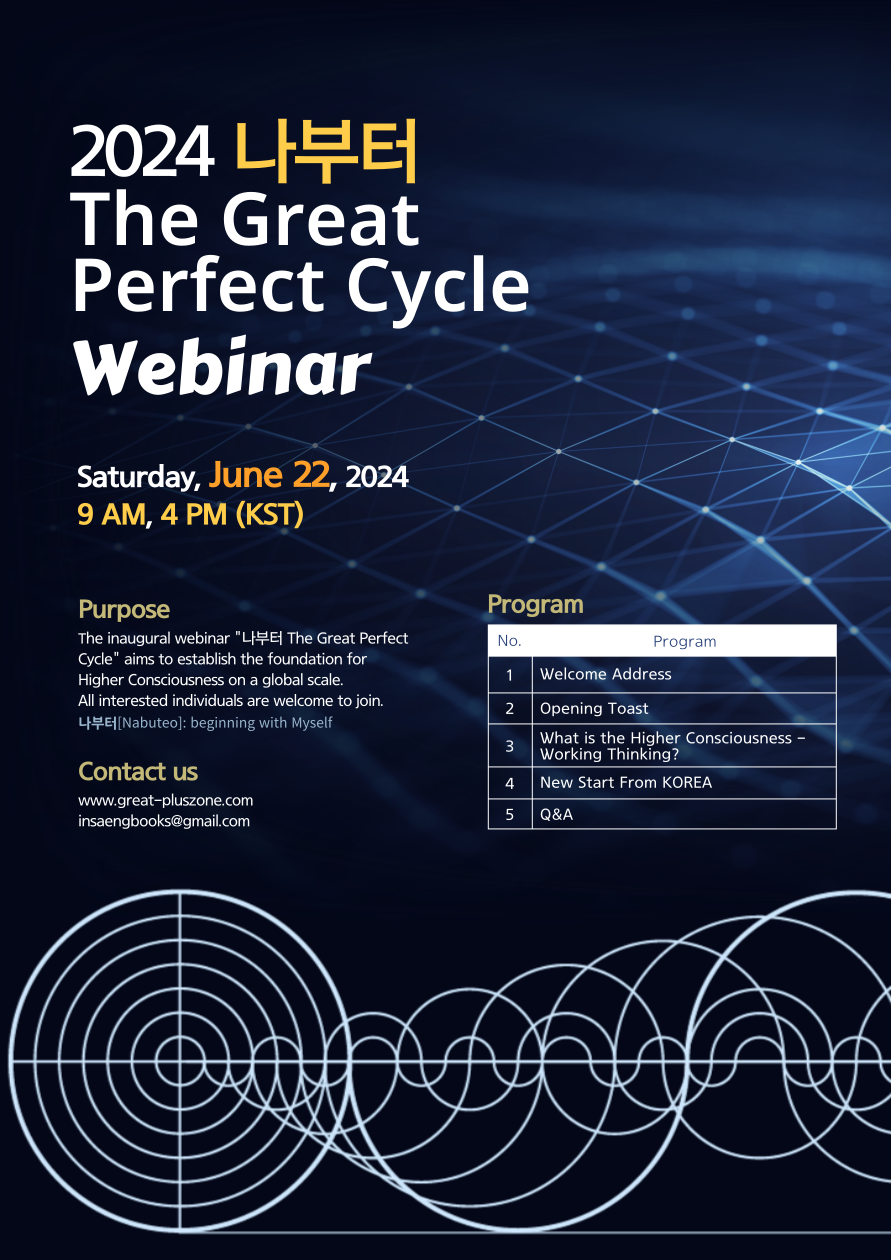 2024 나부터
The Great
Perfect Cycle
Webinar
Saturday, June 22, 2024
9 AM, 4 PM (KST)
Purpose
The inaugural webinar "나부터 The Great Perfect
Cycle" aims to establish the foundation for
Higher Consciousness on a global scale.
All interested individuals are welcome to join.
나부터[Nabuteo]: beginning with Myself
Contact us
www.great-pluszone.com
insaengbooks@gmail.com
Program
No. Program
1 Welcome Address
2 Opening Toast
3 What is the Higher Consciousness -
Working Thinking?
4 New Start From KOREA
5 Q&A